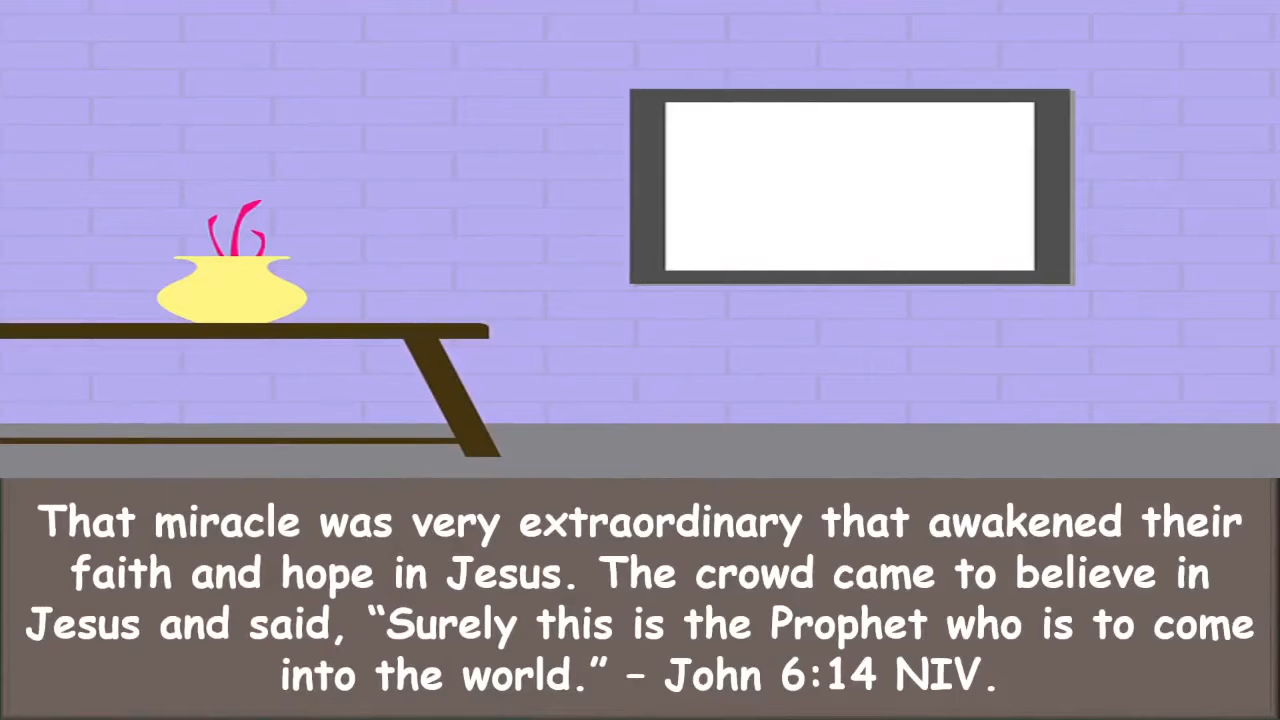 That miracle was very extraordinary that awakened their
faith and hope in Jesus. The crowd came to believe in
Jesus and said, “Surely this is the Prophet who is to come
into the world.” – John 6:14 NIV.